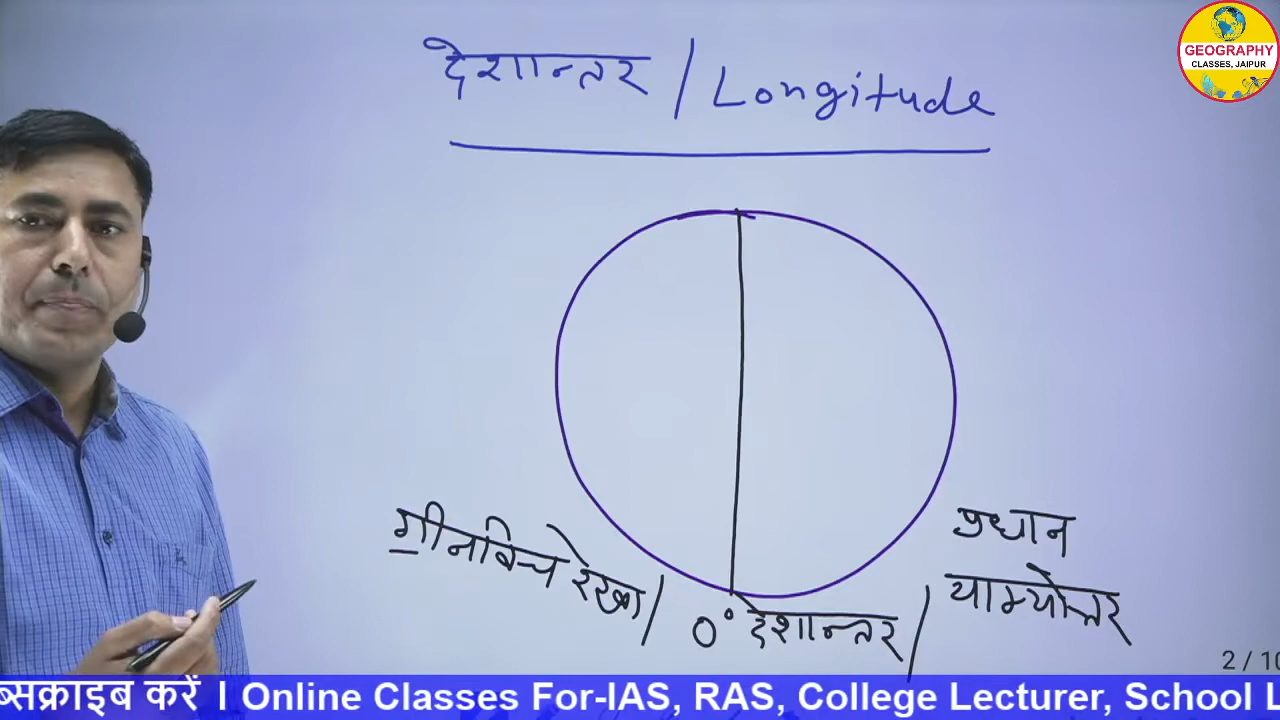 देशान्तर / Longitude
GEOGRAPHY
CLASSES, JAIPUR
ग्रीनविच रेखा /
0° देशान्तर /
प्रधान
याम्योत्तर
2 / 10
ब्सक्राइब करें । Online Classes For-IAS, RAS, College Lecturer, School L